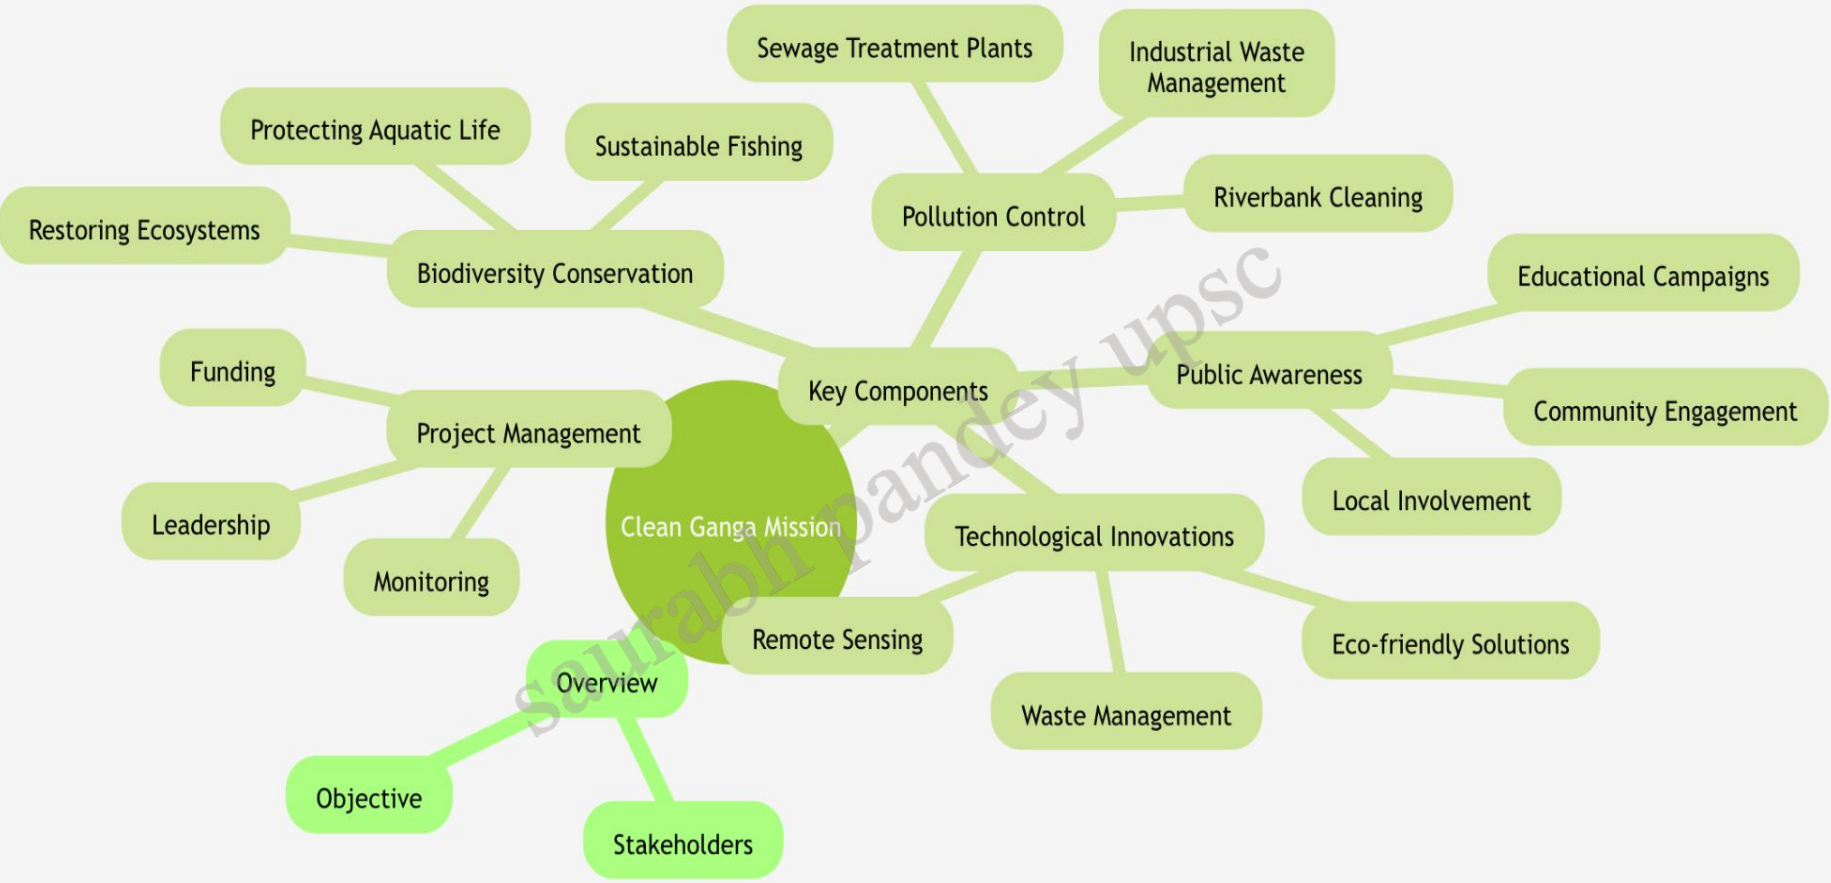 Sewage Treatment Plants
Industrial Waste
Management
Protecting Aquatic Life
Sustainable Fishing
Riverbank Cleaning
Pollution Control
Restoring Ecosystems
Biodiversity Conservation
Educational Campaigns
Funding
Key Components
Public Awareness
Community Engagement
Project Management
Leadership
Local Involvement
Clean Ganga Mission
Technological Innovations
Monitoring
Remote Sensing
Eco-friendly Solutions
Overview
Waste Management
Objective
Stakeholders
saurabh pandey upsc